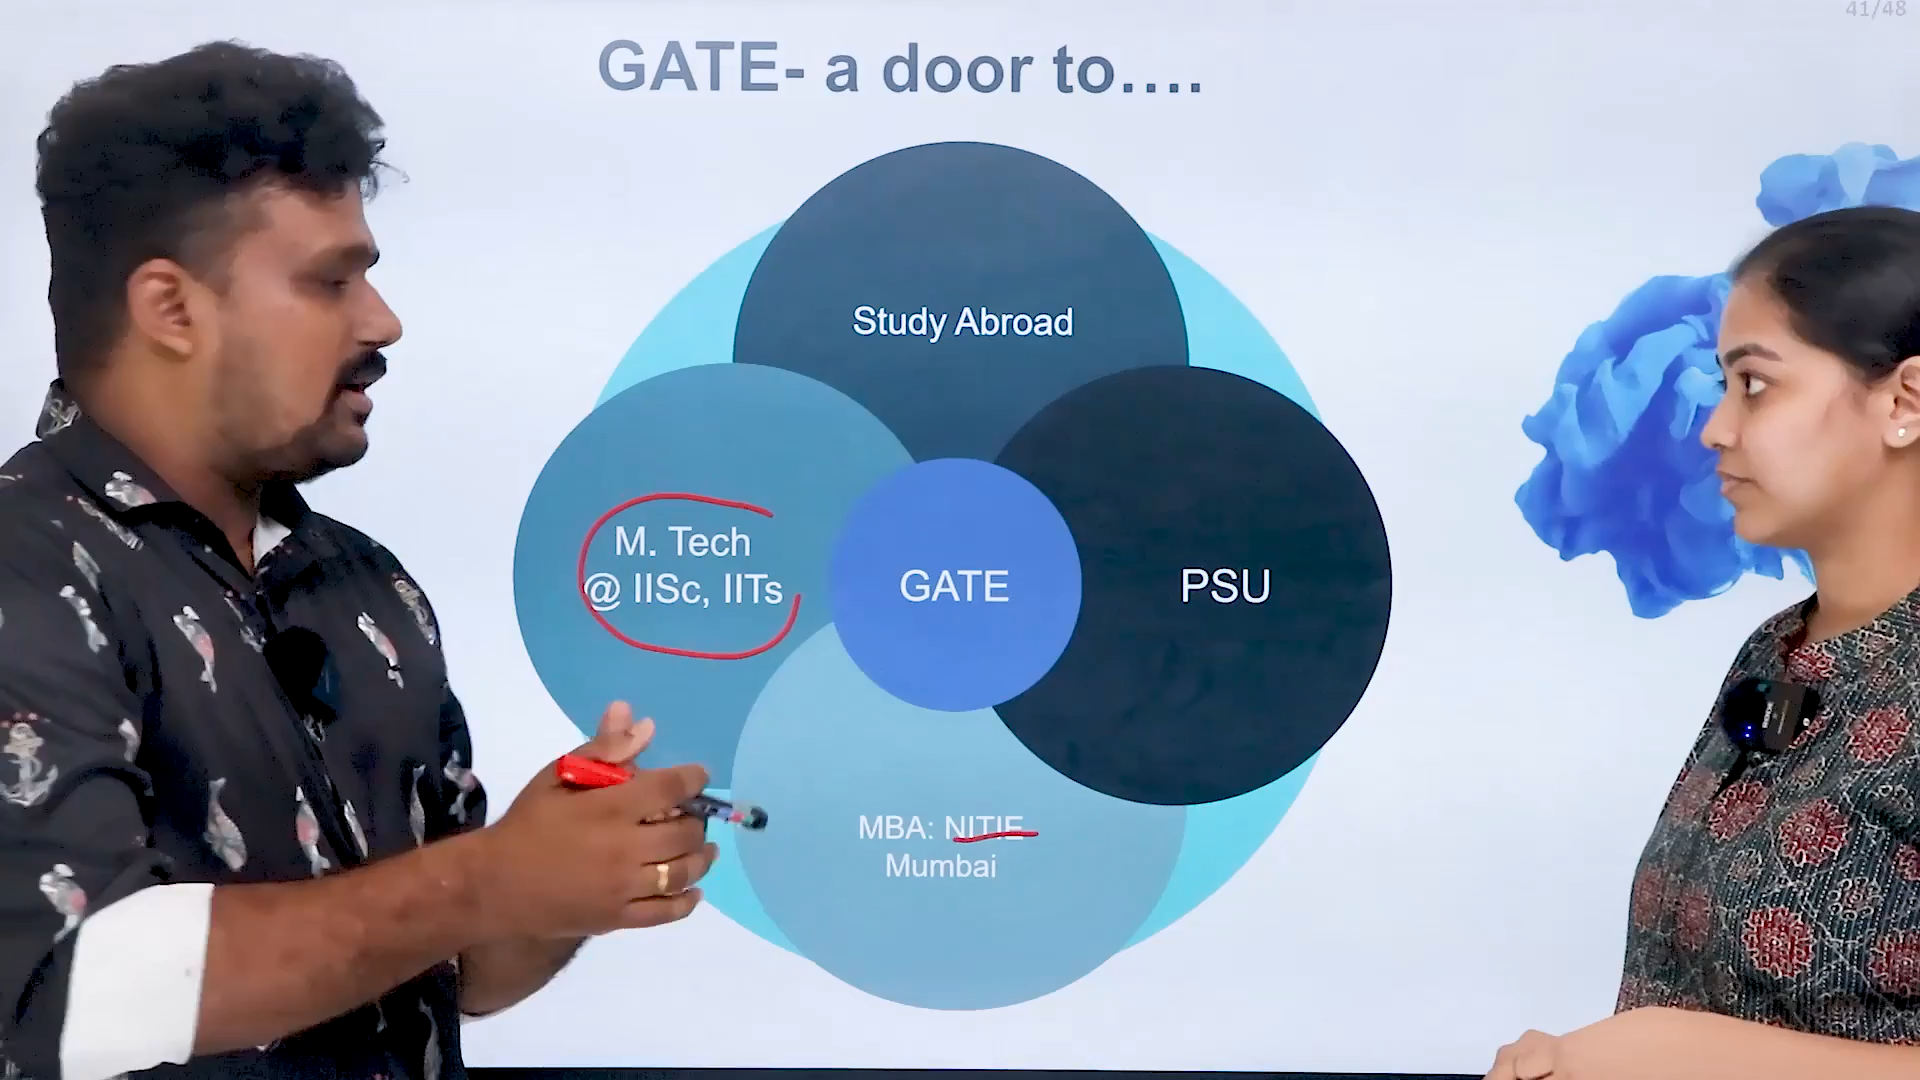 41/48
GATE- a door to....
Study Abroad
M. Tech
@ IISc, IITs
GATE
PSU
MBA: NITIE
Mumbai